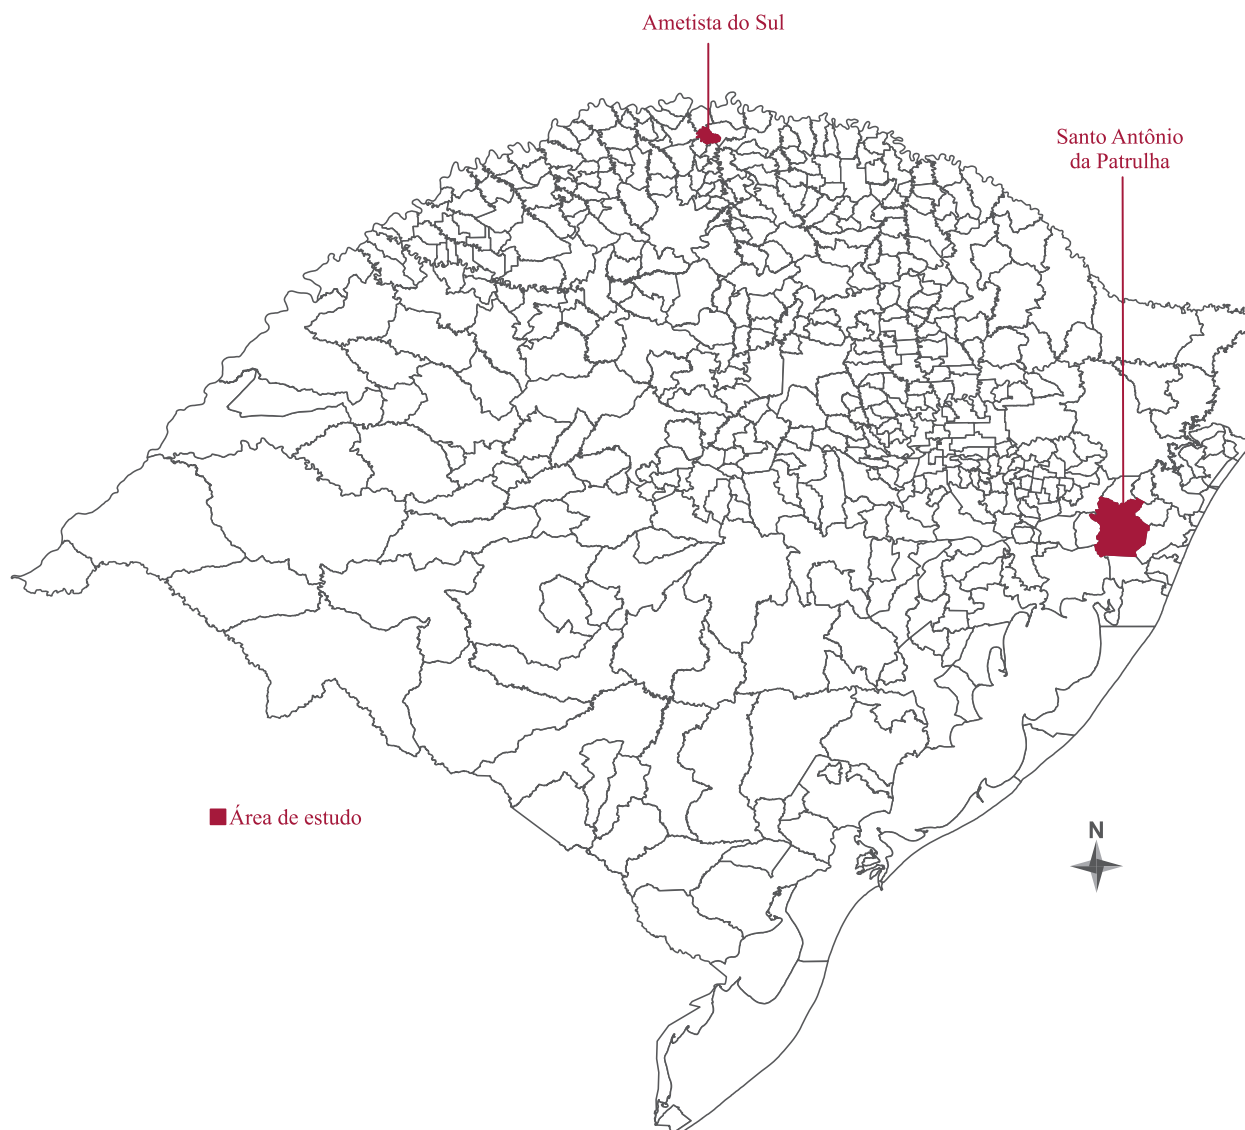 Ametista do Sul
Santo Antônio
da Patrulha
Área de estudo
N